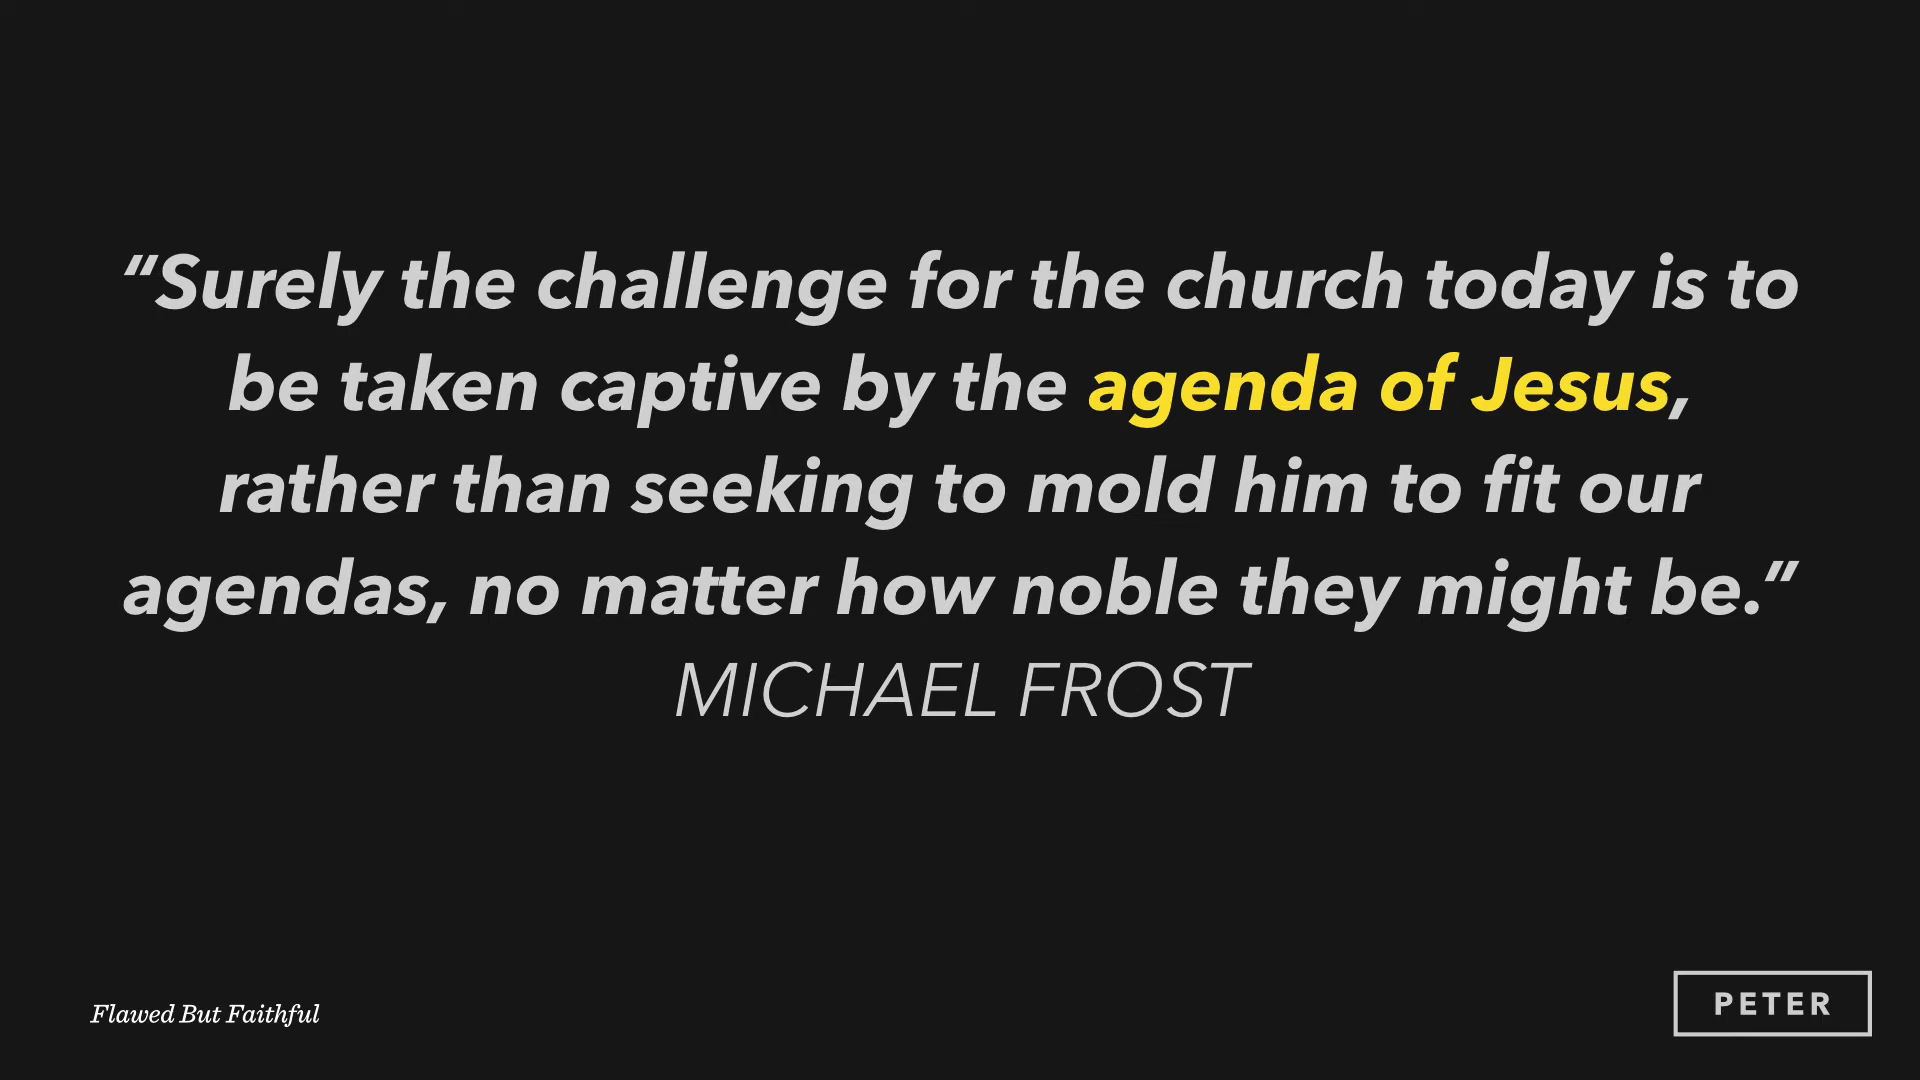 “Surely the challenge for the church today is to
be taken captive by the agenda of Jesus,
rather than seeking to mold him to fit our
agendas, no matter how noble they might be.”
MICHAEL FROST
Flawed But Faithful
PETER